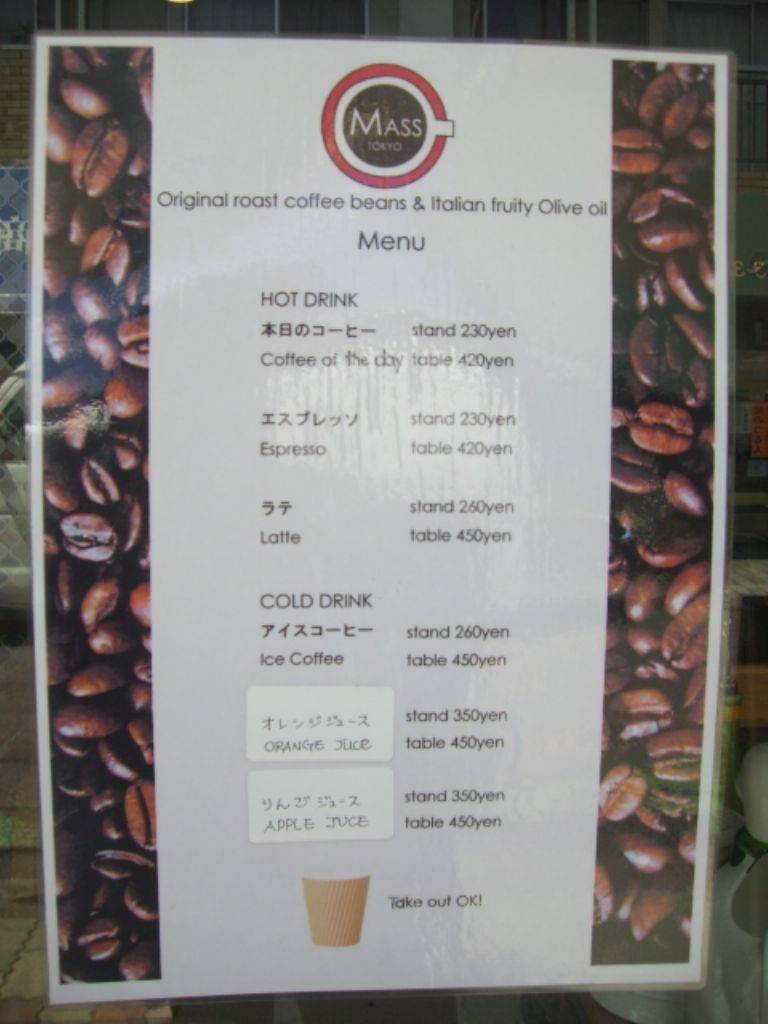 MASS
TOKYO
Original roast coffee beans & Italian fruity Olive oil
Menu
HOT DRINK
本日のコーヒー stand 230yen
Coffee of the day table 420yen
エスプレッソ stand 230yen
Espresso table 420yen
ラテ stand 260yen
Latte table 450yen
COLD DRINK
アイスコーヒー stand 260yen
Ice Coffee table 450yen
オレンジジュース stand 350yen
ORANGE JUCE table 450yen
りんごジュース stand 350yen
APPLE JUCE table 450yen
Take out OK!